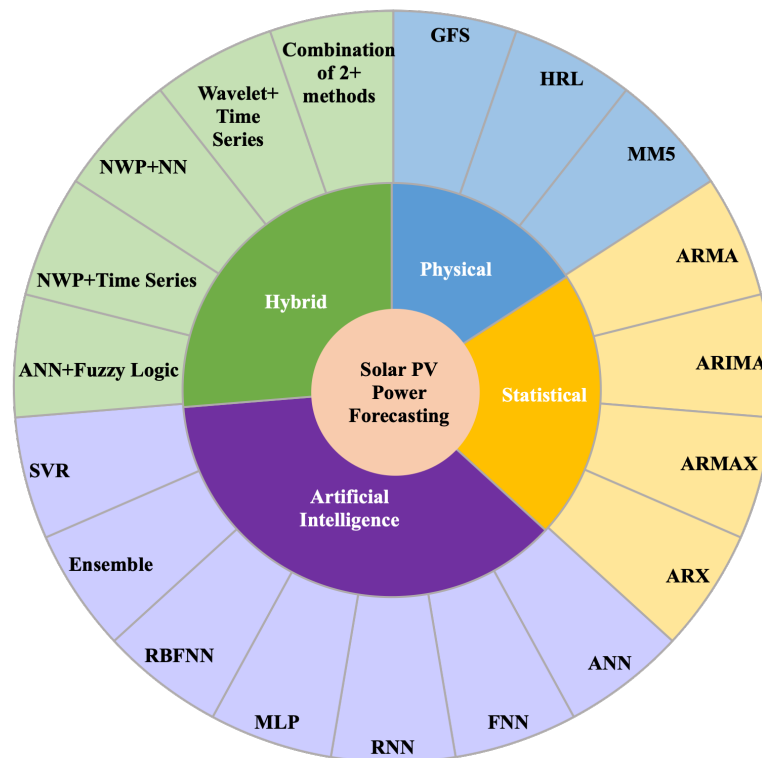 Solar PV
Power
Forecasting
Physical
GFS
HRL
MM5
Statistical
ARMA
ARIMA
ARMAX
ARX
Artificial
Intelligence
ANN
FNN
RNN
MLP
RBFNN
Ensemble
SVR
Hybrid
ANN+Fuzzy Logic
NWP+Time Series
NWP+NN
Wavelet+
Time
Series
Combination
of 2+
methods